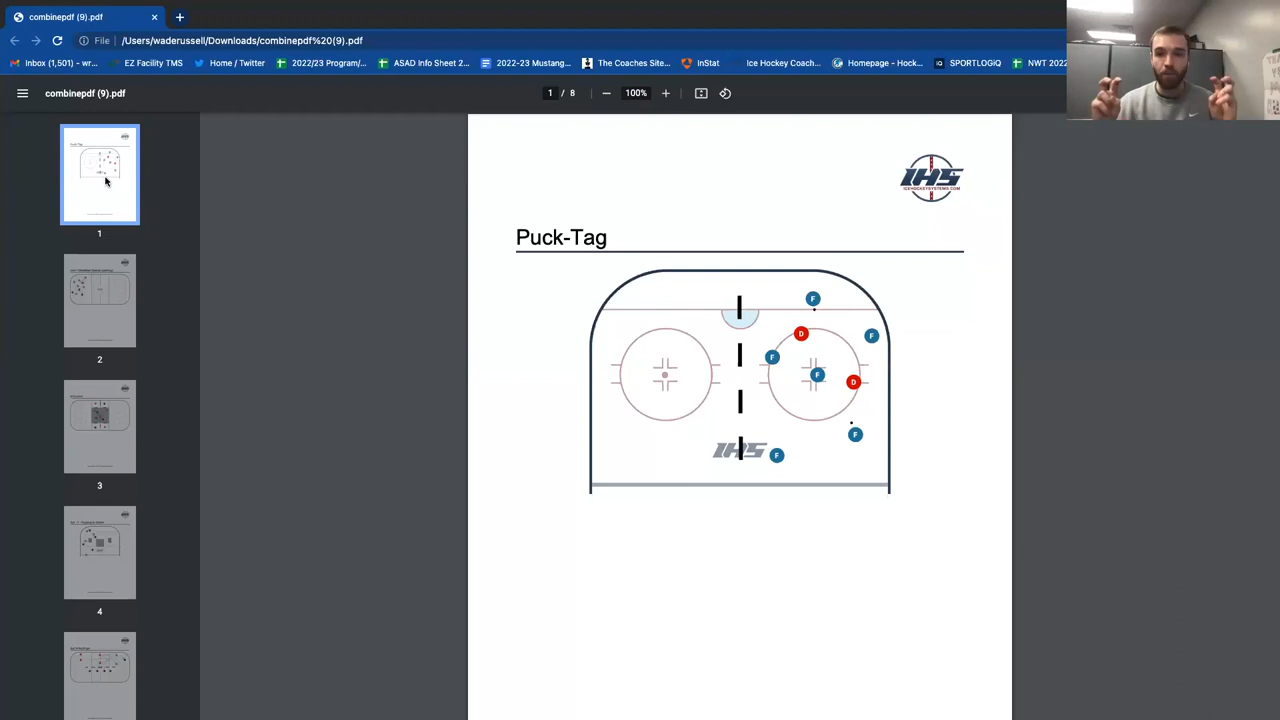 combinepdf (9).pdf
File /Users/waderussell/Downloads/combinepdf%20(9).pdf
Inbox (1,501) - wr... EZ Facility TMS Home / Twitter 2022/23 Program/... ASAD Info Sheet 2... 2022-23 Mustang... The Coaches Site... InStat Ice Hockey Coach... Homepage - Hock... SPORTLOGIQ NWT 2022
combinepdf (9).pdf 1 / 8 100%
IHS
ICEHOCKEYSYSTEMS.COM
Puck-Tag
F
D
F
F
F
D
F
IHS
F
1
2
3
4